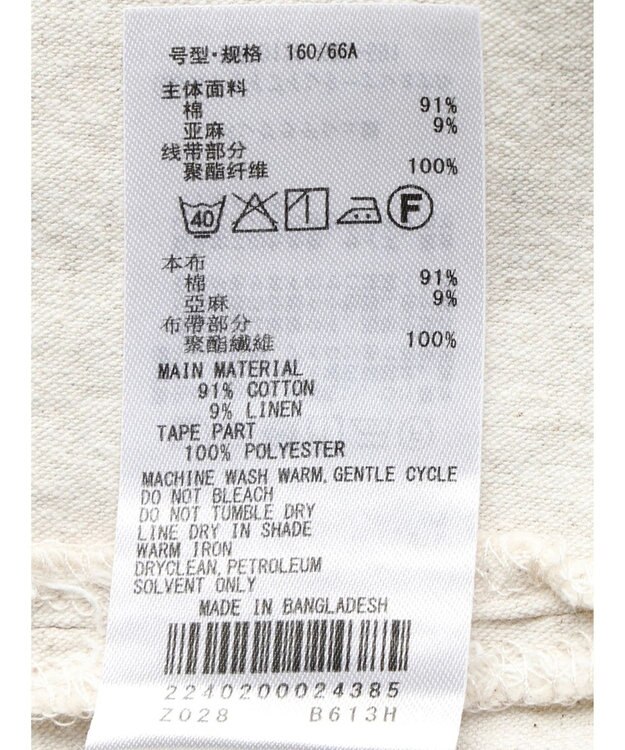 号型·规格 160/66A
主体面料
棉 91%
亚麻 9%
线带部分
聚酯纤维 100%
40 F
本布
棉 91%
亞麻 9%
布帶部分
聚酯纖維 100%
MAIN MATERIAL
91% COTTON
9% LINEN
TAPE PART
100% POLYESTER
MACHINE WASH WARM, GENTLE CYCLE
DO NOT BLEACH
DO NOT TUMBLE DRY
LINE DRY IN SHADE
WARM IRON
DRYCLEAN, PETROLEUM
SOLVENT ONLY
MADE IN BANGLADESH
2240200024385
Z028 B613H